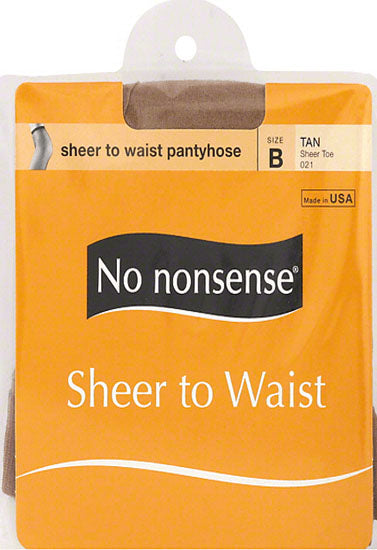 sheer to waist pantyhose
SIZE
B
TAN
Sheer Toe
021
Made in USA
No nonsense®
Sheer to Waist